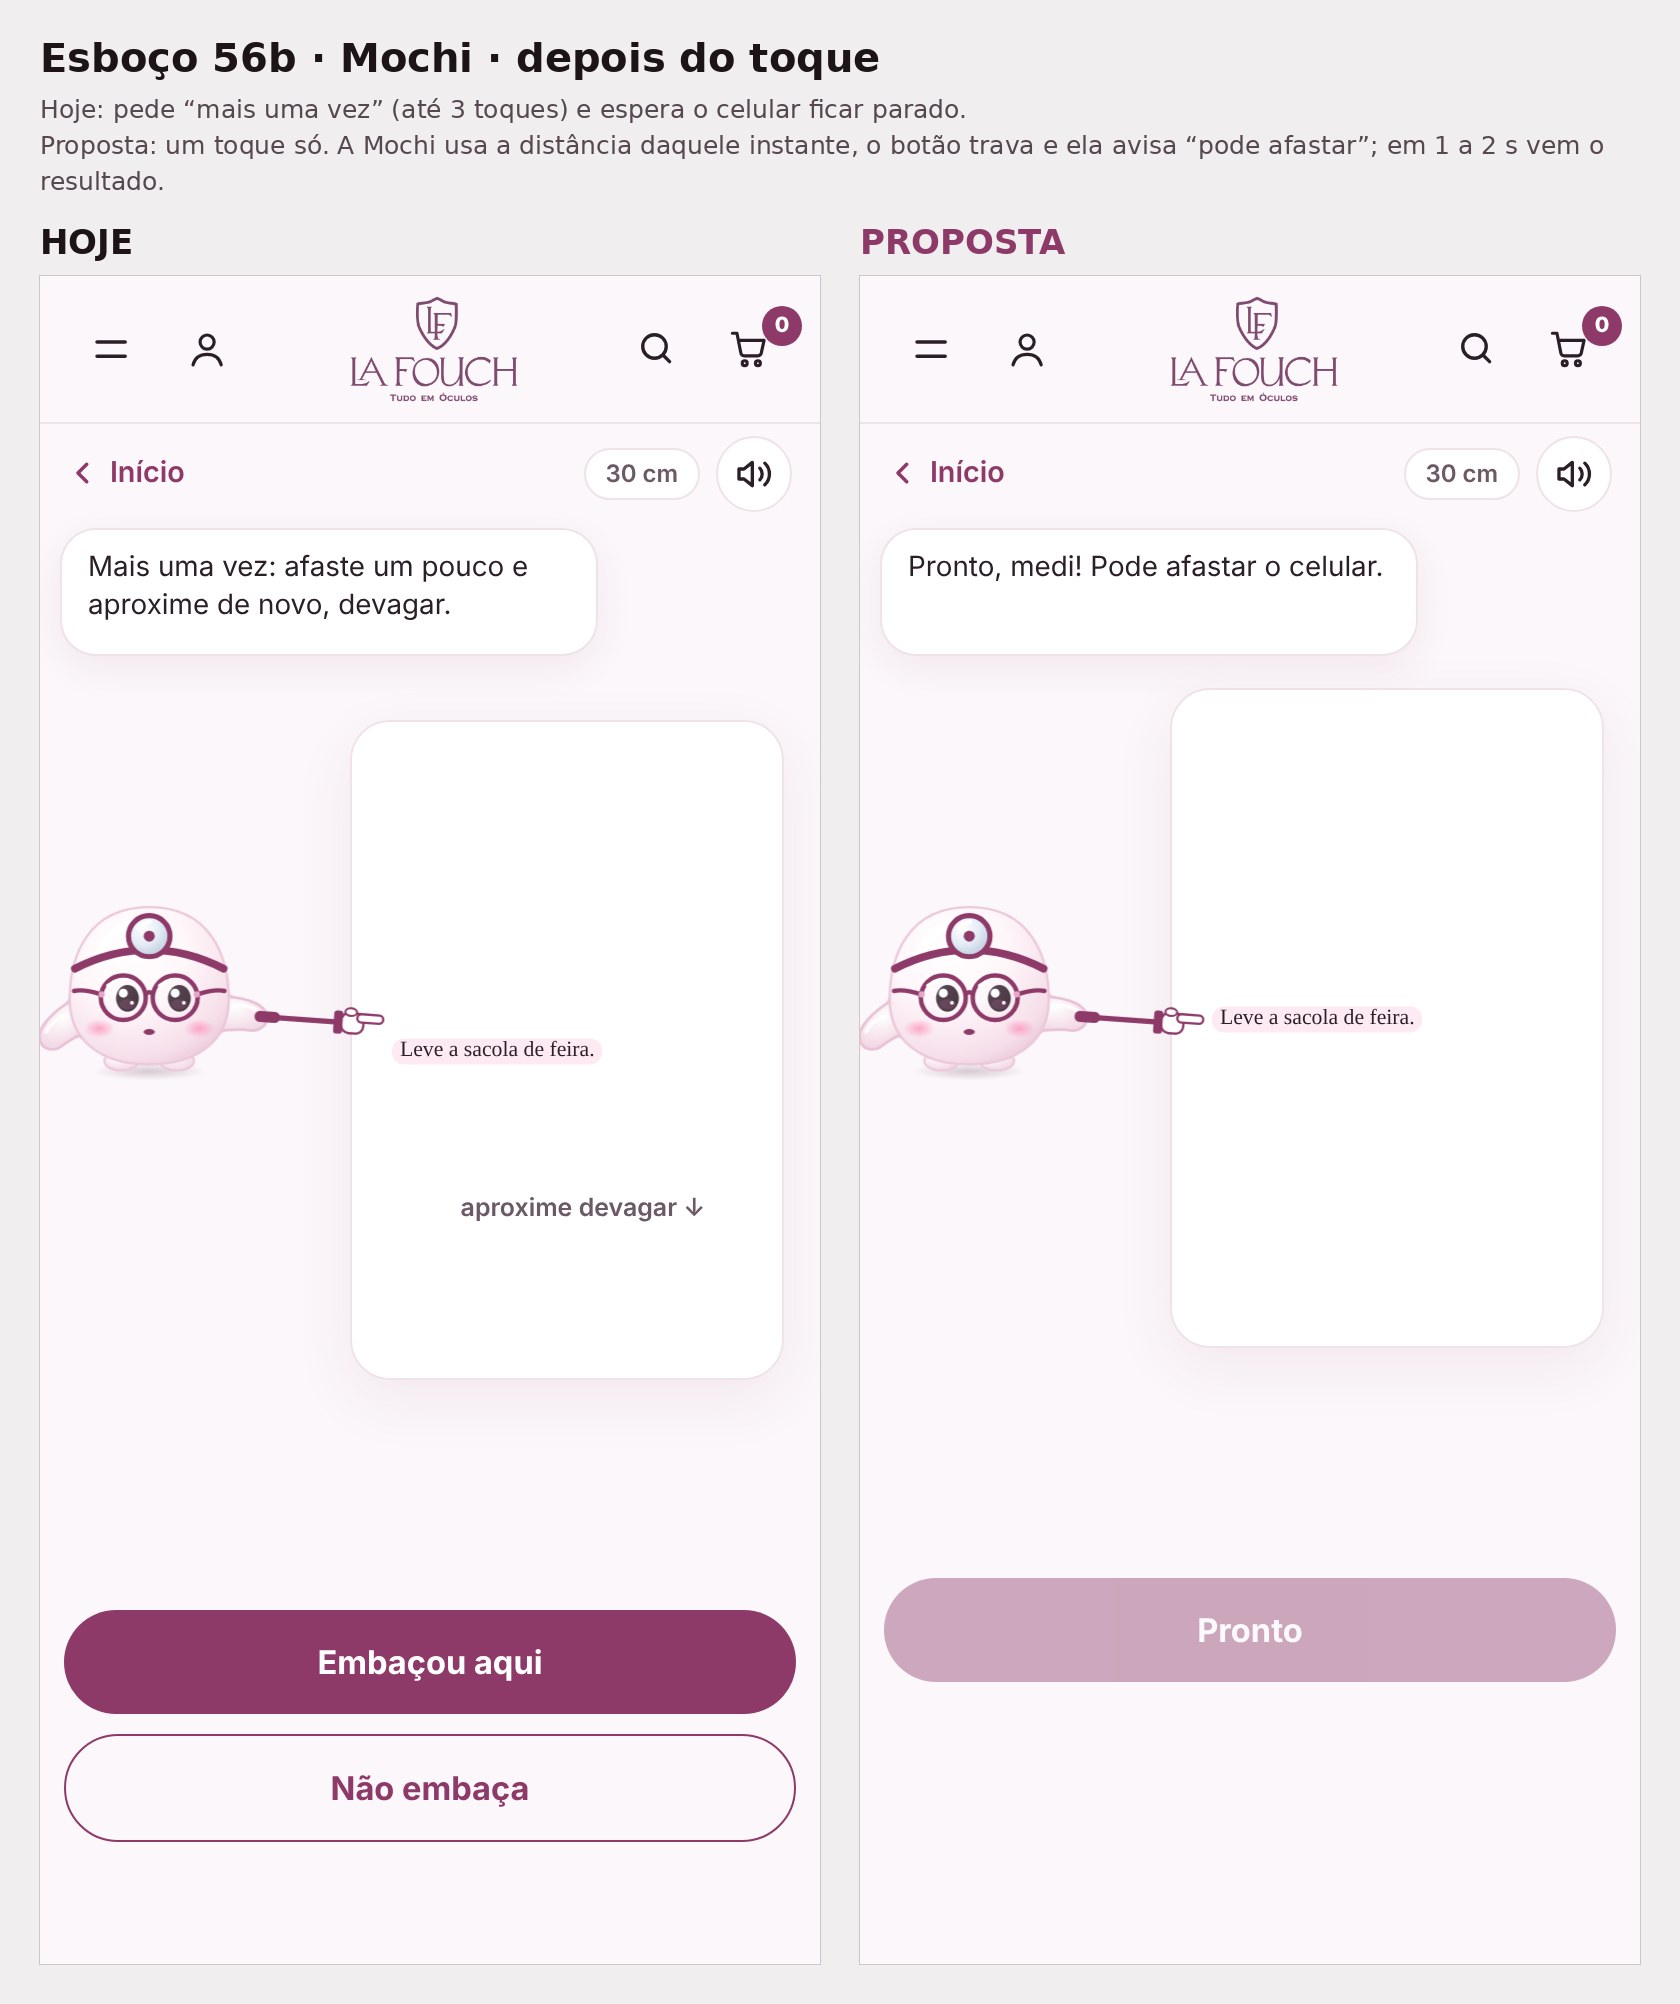 Esboço 56b · Mochi · depois do toque
Hoje: pede “mais uma vez” (até 3 toques) e espera o celular ficar parado.
Proposta: um toque só. A Mochi usa a distância daquele instante, o botão trava e ela avisa “pode afastar”; em 1 a 2 s vem o
resultado.
HOJE
LF
LA FOUCH
TUDO EM ÓCULOS
0
Início
30 cm
Mais uma vez: afaste um pouco e
aproxime de novo, devagar.
Leve a sacola de feira.
aproxime devagar ↓
Embaçou aqui
Não embaça
PROPOSTA
LF
LA FOUCH
TUDO EM ÓCULOS
0
Início
30 cm
Pronto, medi! Pode afastar o celular.
Leve a sacola de feira.
Pronto